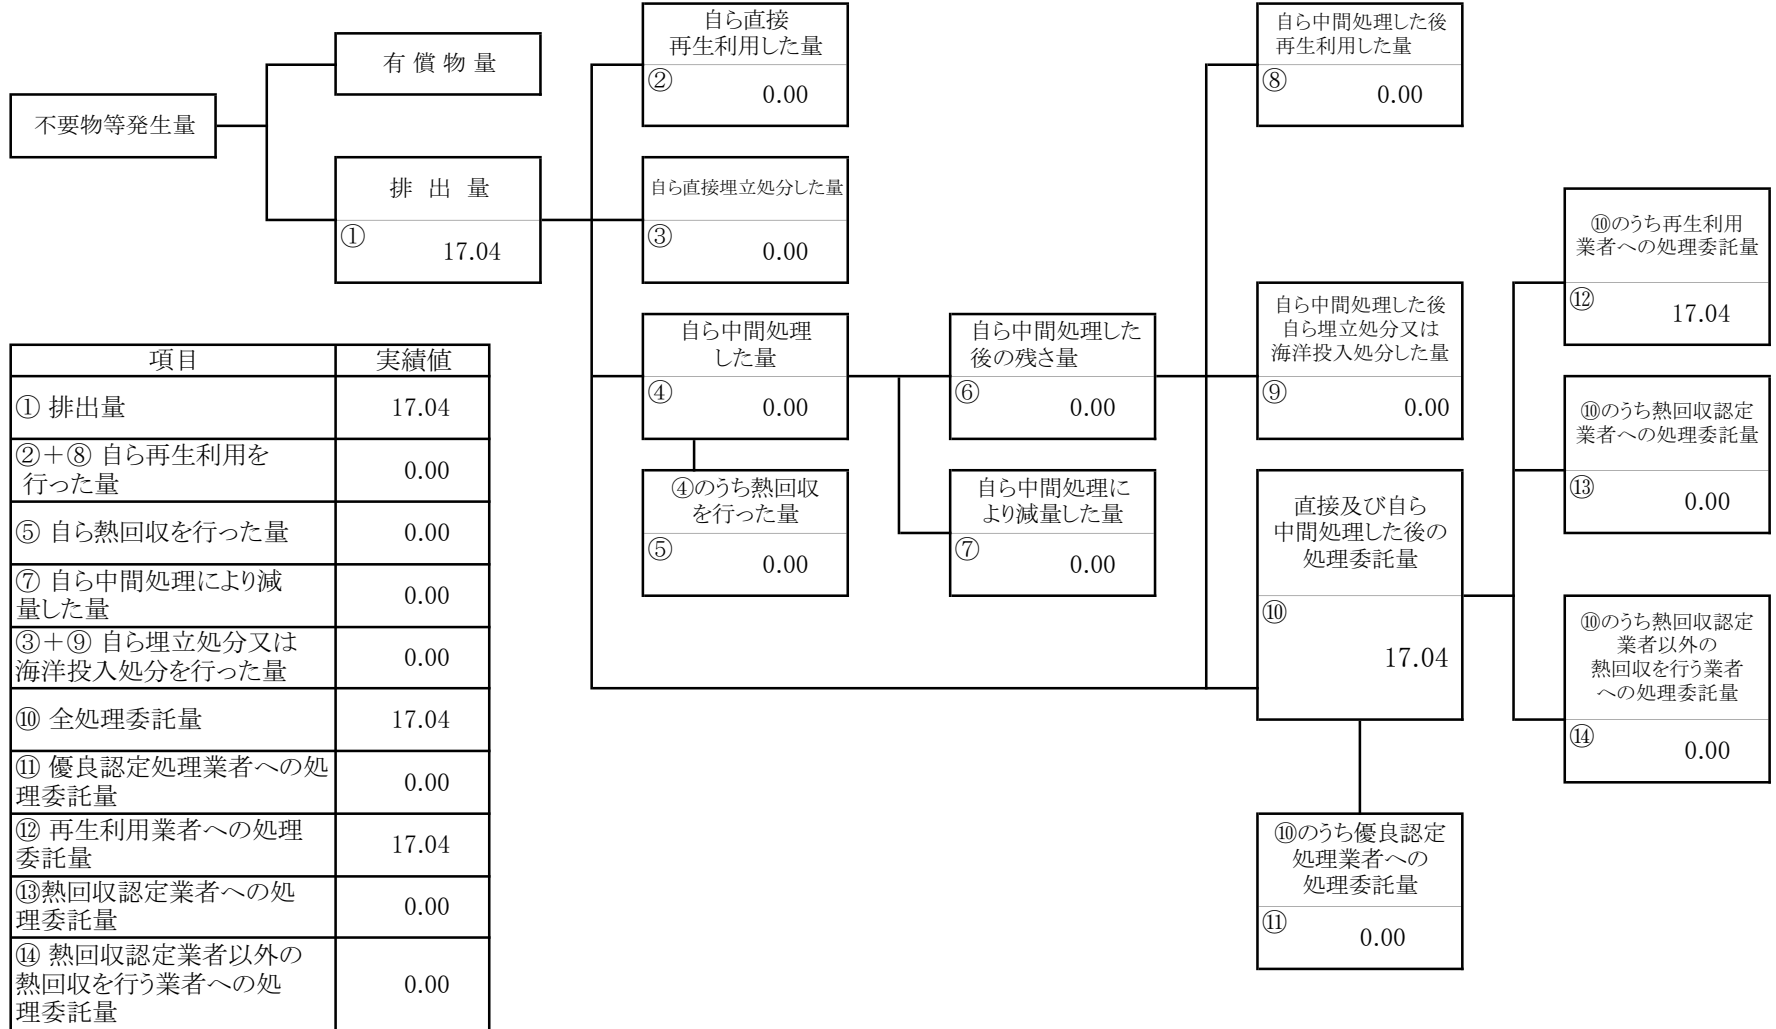 不要物等発生量
有 償 物 量
排 出 量
①
17.04
自ら直接
再生利用した量
②
0.00
自ら直接埋立処分した量
③
0.00
自ら中間処理
した量
④
0.00
④のうち熱回収
を行った量
⑤
0.00
自ら中間処理した
後の残さ量
⑥
0.00
自ら中間処理に
より減量した量
⑦
0.00
自ら中間処理した後
再生利用した量
⑧
0.00
自ら中間処理した後
自ら埋立処分又は
海洋投入処分した量
⑨
0.00
直接及び自ら
中間処理した後の
処理委託量
⑩
17.04
⑩のうち優良認定
処理業者への
処理委託量
⑪
0.00
⑩のうち再生利用
業者への処理委託量
⑫
17.04
⑩のうち熱回収認定
業者への処理委託量
⑬
0.00
⑩のうち熱回収認定
業者以外の
熱回収を行う業者
への処理委託量
⑭
0.00
項目 実績値
① 排出量 17.04
②＋⑧ 自ら再生利用を
行った量 0.00
⑤ 自ら熱回収を行った量 0.00
⑦ 自ら中間処理により減
量した量 0.00
③＋⑨ 自ら埋立処分又は
海洋投入処分を行った量 0.00
⑩ 全処理委託量 17.04
⑪ 優良認定処理業者への処
理委託量 0.00
⑫ 再生利用業者への処理
委託量 17.04
⑬熱回収認定業者への処
理委託量 0.00
⑭ 熱回収認定業者以外の
熱回収を行う業者への処
理委託量 0.00